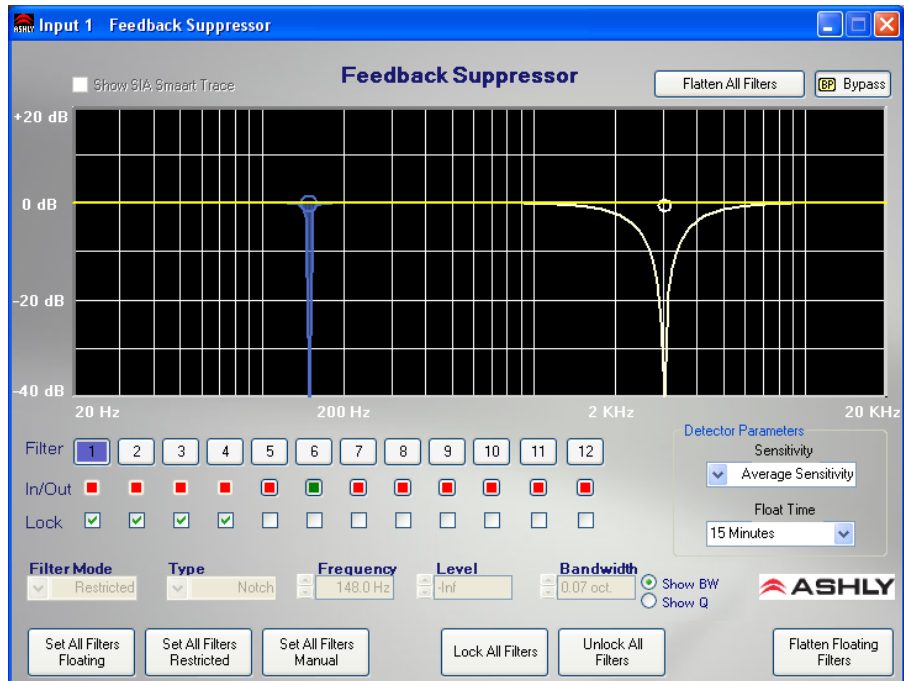 ASHLY Input 1 Feedback Suppressor
Show SIA Smaart Trace
Feedback Suppressor
Flatten All Filters
BP Bypass
+20 dB
0 dB
-20 dB
-40 dB
20 Hz 200 Hz 2 KHz 20 KHz
Filter 1 2 3 4 5 6 7 8 9 10 11 12
In/Out
Lock
Detector Parameters
Sensitivity
Average Sensitivity
Float Time
15 Minutes
Filter Mode Type Frequency Level Bandwidth
Restricted Notch 148.0 Hz -Inf 0.07 oct.
Show BW
Show Q
ASHLY
Set All Filters Floating
Set All Filters Restricted
Set All Filters Manual
Lock All Filters
Unlock All Filters
Flatten Floating Filters